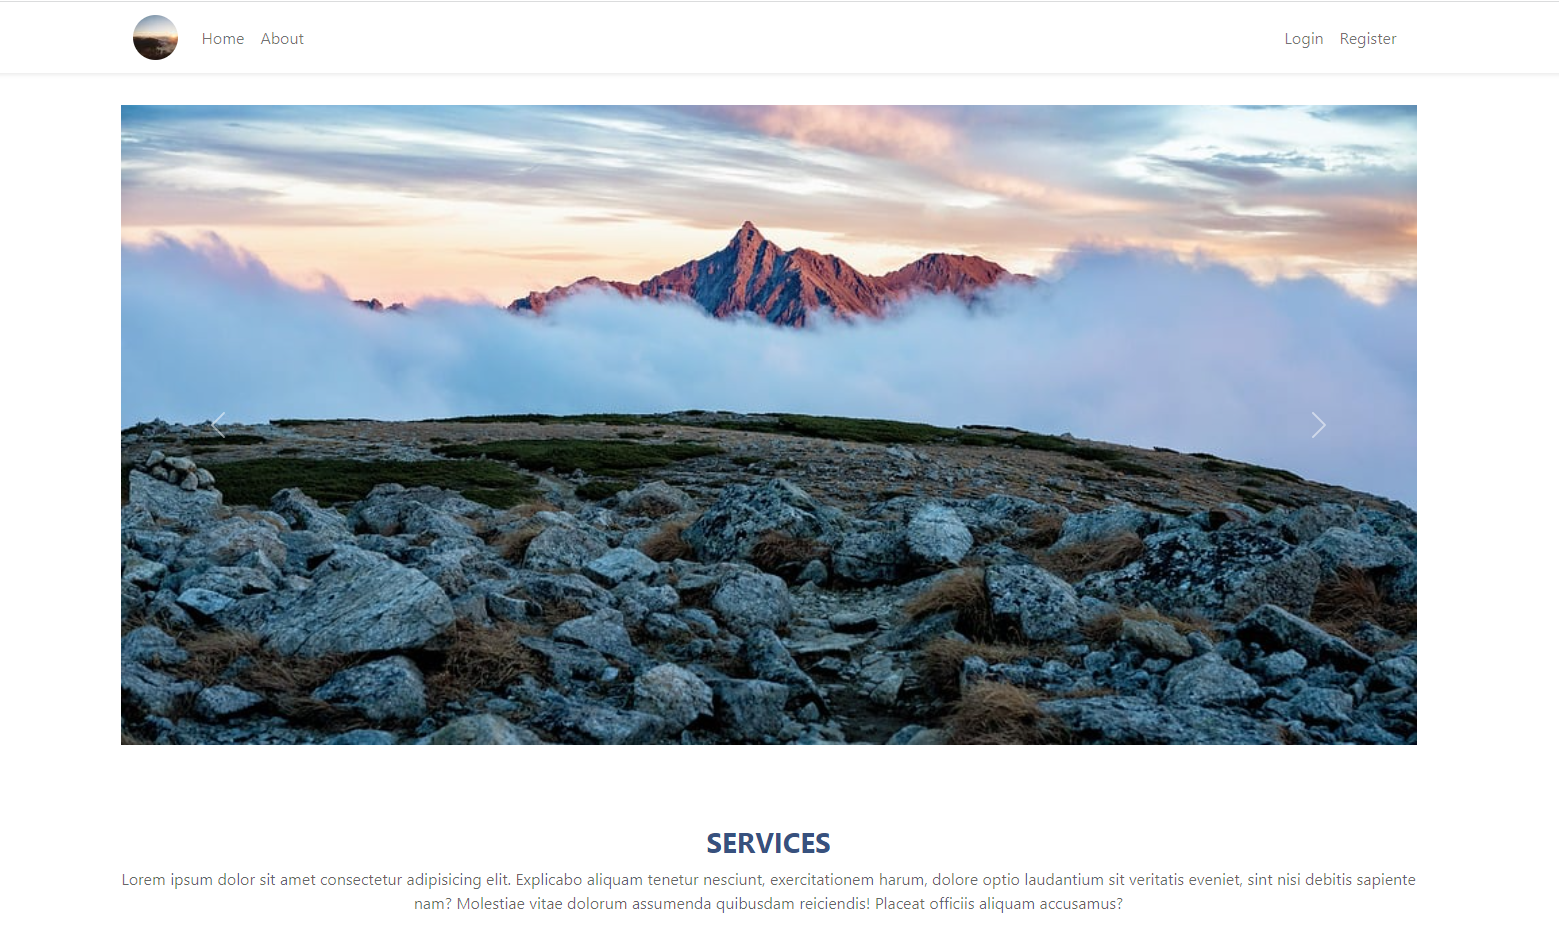 Home About Login Register
SERVICES
Lorem ipsum dolor sit amet consectetur adipisicing elit. Explicabo aliquam tenetur nesciunt, exercitationem harum, dolore optio laudantium sit veritatis eveniet, sint nisi debitis sapiente
nam? Molestiae vitae dolorum assumenda quibusdam reiciendis! Placeat officiis aliquam accusamus?